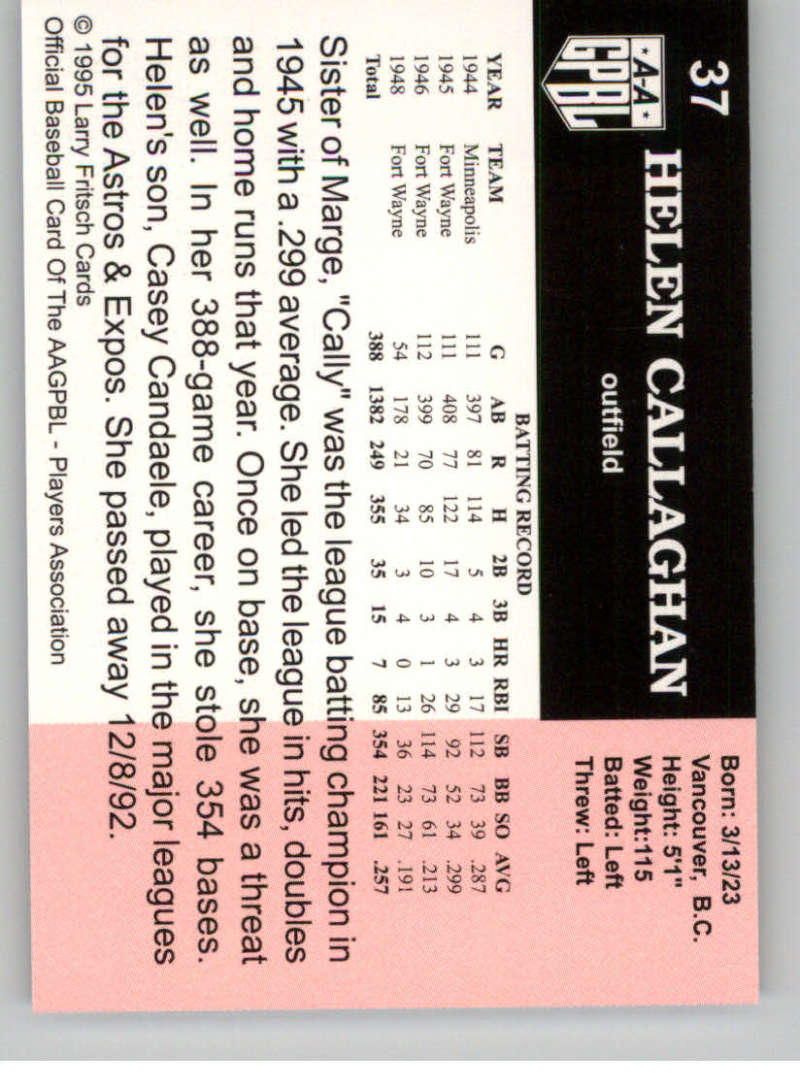 37
HELEN CALLAGHAN
A-A
GPBL
outfield
Born: 3/13/23
Vancouver, B.C.
Height: 5'1"
Weight:115
Batted: Left
Threw: Left
BATTING RECORD
YEAR TEAM G AB R H 2B 3B HR RBI SB BB SO AVG
1944 Minneapolis 111 397 81 114 5 4 3 17 112 73 39 .287
1945 Fort Wayne 111 408 77 122 17 4 3 29 92 52 34 .299
1946 Fort Wayne 112 399 70 85 10 3 1 26 114 73 61 .213
1948 Fort Wayne 54 178 21 34 3 4 0 13 36 23 27 .191
Total 388 1382 249 355 35 15 7 85 354 221 161 .257
Sister of Marge, "Cally" was the league batting champion in
1945 with a .299 average. She led the league in hits, doubles
and home runs that year. Once on base, she was a threat
as well. In her 388-game career, she stole 354 bases.
Helen's son, Casey Candaele, played in the major leagues
for the Astros & Expos. She passed away 12/8/92.
© 1995 Larry Fritsch Cards
Official Baseball Card Of The AAGPBL - Players Association